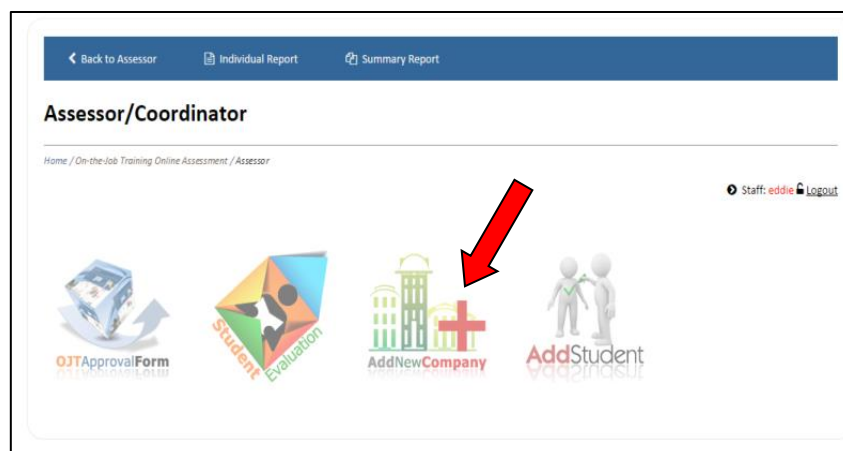 Back to Assessor Individual Report Summary Report
Assessor/Coordinator
Home / On-the-Job Training Online Assessment / Assessor
Staff: eddie Logout
OJTApprovalForm
Student Evaluation
AddNewCompany
AddStudent